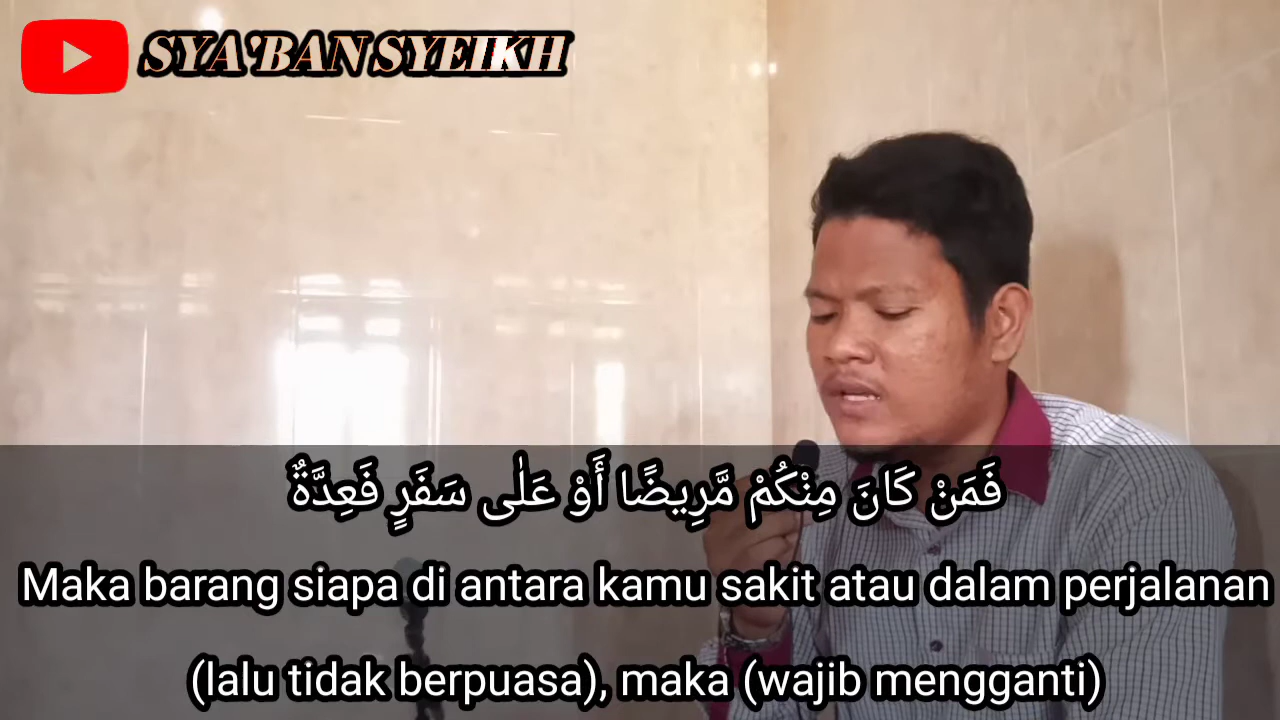 SYA'BAN SYEIKH
فَمَنْ كَانَ مِنْكُمْ مَّرِيضًا أَوْ عَلٰى سَفَرٍ فَعِدَّةٌ
Maka barang siapa di antara kamu sakit atau dalam perjalanan
(lalu tidak berpuasa), maka (wajib mengganti)